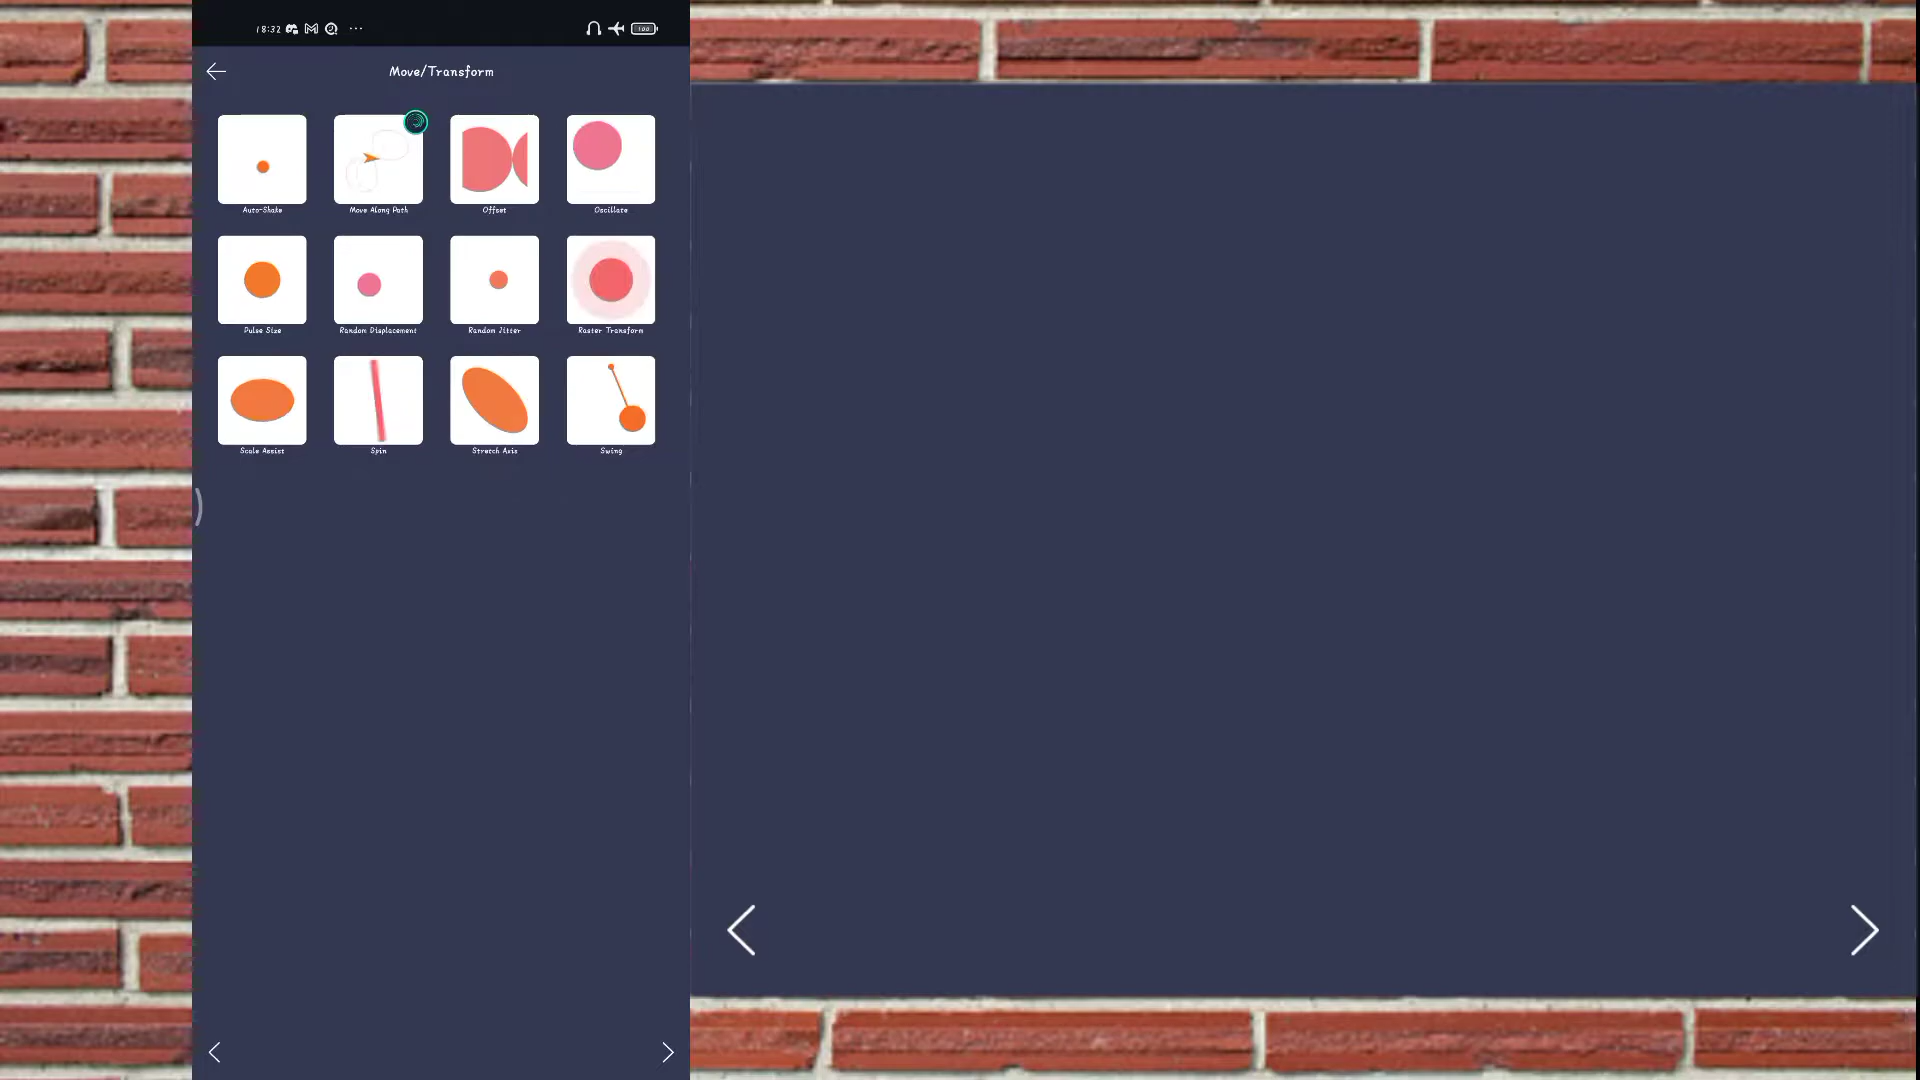 18:32
100
Move/Transform
Auto-Shake
Move Along Path
Offset
Oscillate
Pulse Size
Random Displacement
Random Jitter
Raster Transform
Scale Assist
Spin
Stretch Axis
Swing